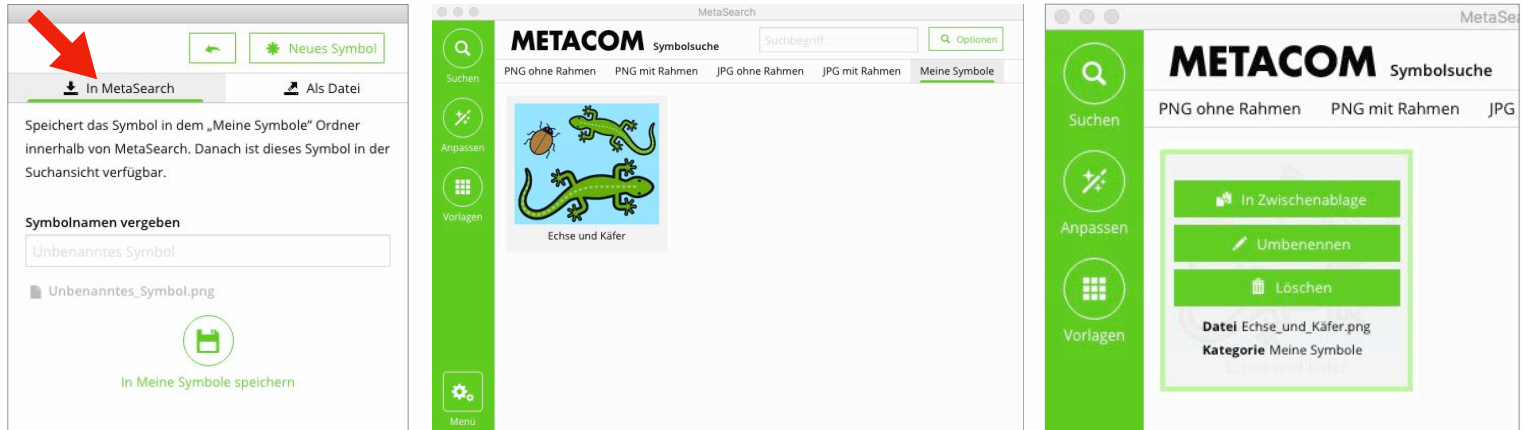 Neues Symbol
In MetaSearch
Als Datei
Speichert das Symbol in dem „Meine Symbole" Ordner
innerhalb von MetaSearch. Danach ist dieses Symbol in der
Suchansicht verfügbar.
Symbolnamen vergeben
Unbenanntes Symbol
Unbenanntes_Symbol.png
In Meine Symbole speichern
MetaSearch
Suchen
METACOM Symbolsuche
Suchbegriff..
Optionen
PNG ohne Rahmen
PNG mit Rahmen
JPG ohne Rahmen
JPG mit Rahmen
Meine Symbole
Anpassen
Vorlagen
Echse und Käfer
Menü
MetaSea
Suchen
METACOM Symbolsuche
PNG ohne Rahmen
PNG mit Rahmen
JPG
Anpassen
Vorlagen
In Zwischenablage
Umbenennen
Löschen
Datei Echse_und_Käfer.png
Kategorie Meine Symbole
Echse und Käfer